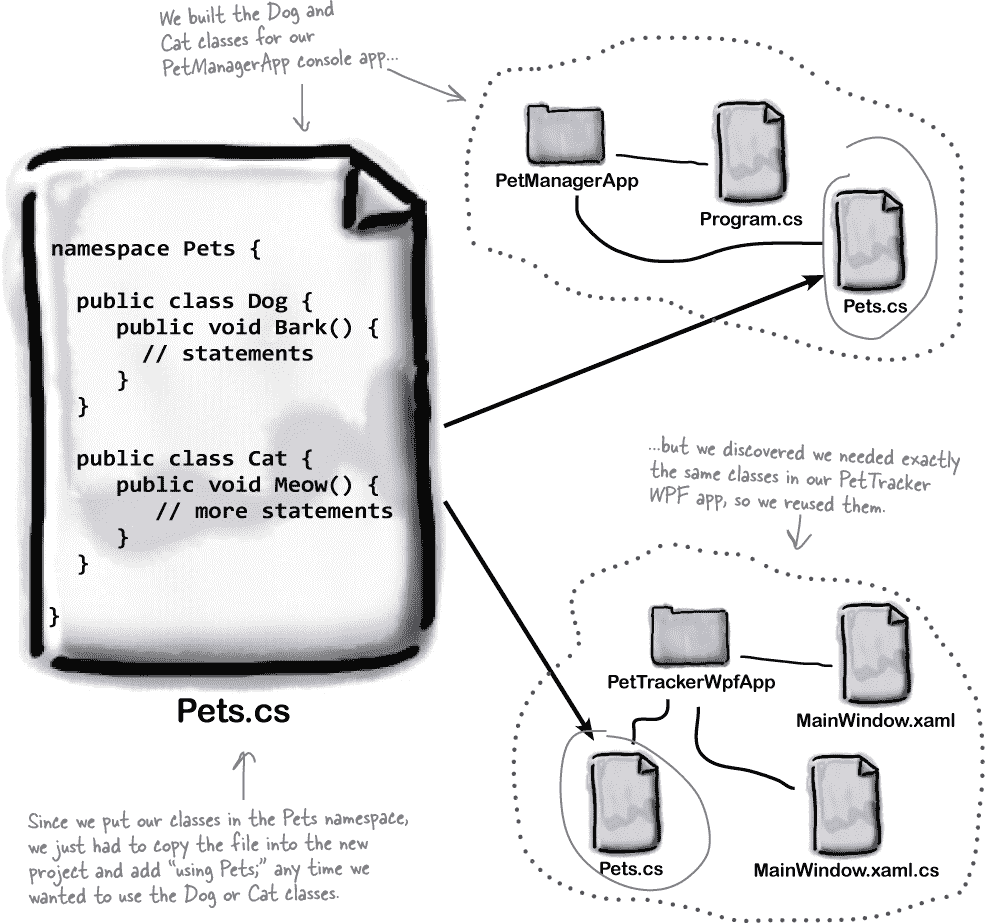 We built the Dog and
Cat classes for our
PetManagerApp console app...
PetManagerApp
Program.cs
Pets.cs
namespace Pets {
public class Dog {
public void Bark() {
// statements
}
}
public class Cat {
public void Meow() {
// more statements
}
}
}
Pets.cs
Since we put our classes in the Pets namespace,
we just had to copy the file into the new
project and add "using Pets;" any time we
wanted to use the Dog or Cat classes.
...but we discovered we needed exactly
the same classes in our PetTracker
WPF app, so we reused them.
PetTrackerWpfApp
MainWindow.xaml
Pets.cs
MainWindow.xaml.cs